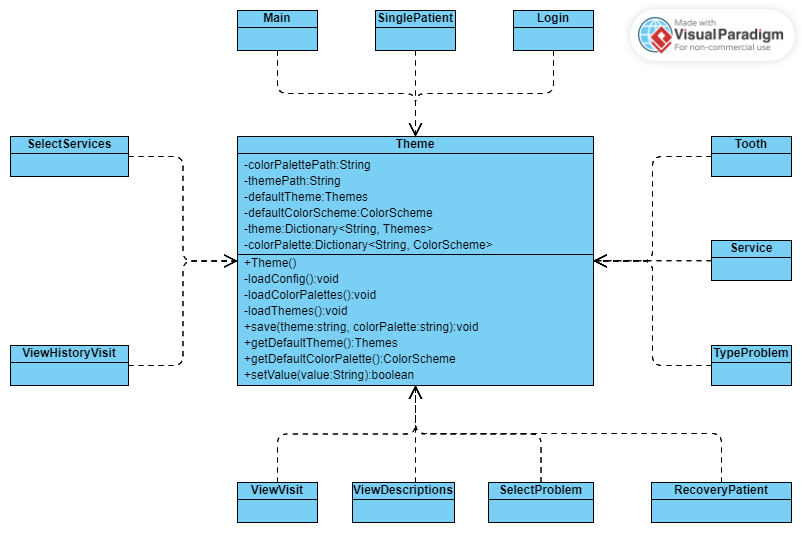 Main
SinglePatient
Login
Made with
VisualParadigm
For non-commercial use
SelectServices
Theme
-colorPalettePath:String
-themePath:String
-defaultTheme:Themes
-defaultColorScheme:ColorScheme
-theme:Dictionary<String, Themes>
-colorPalette:Dictionary<String, ColorScheme>
+Theme()
-loadConfig():void
-loadColorPalettes():void
-loadThemes():void
+save(theme:string, colorPalette:string):void
+getDefaultTheme():Themes
+getDefaultColorPalette():ColorScheme
+setValue(value:String):boolean
Tooth
Service
ViewHistoryVisit
TypeProblem
ViewVisit
ViewDescriptions
SelectProblem
RecoveryPatient